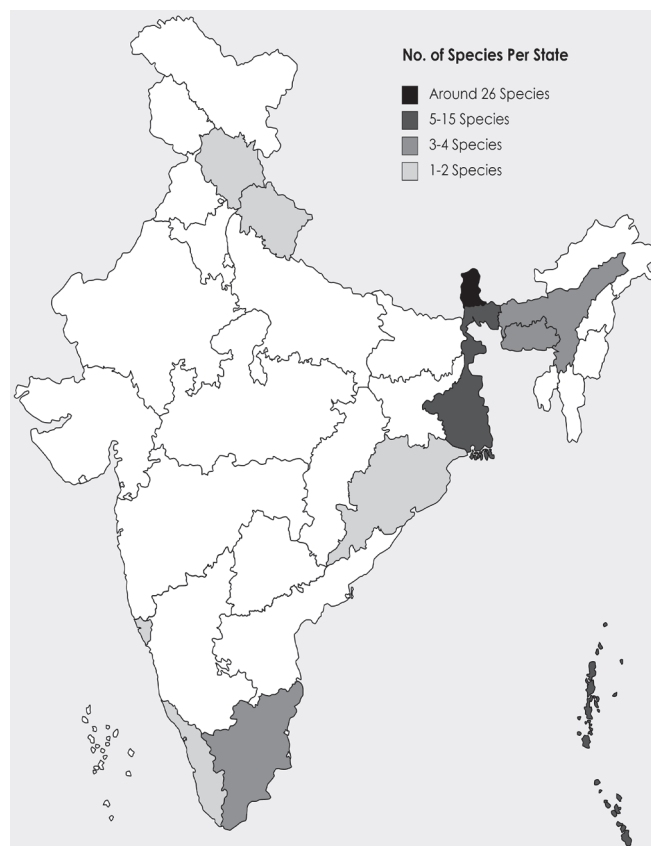 No. of Species Per State
Around 26 Species
5-15 Species
3-4 Species
1-2 Species